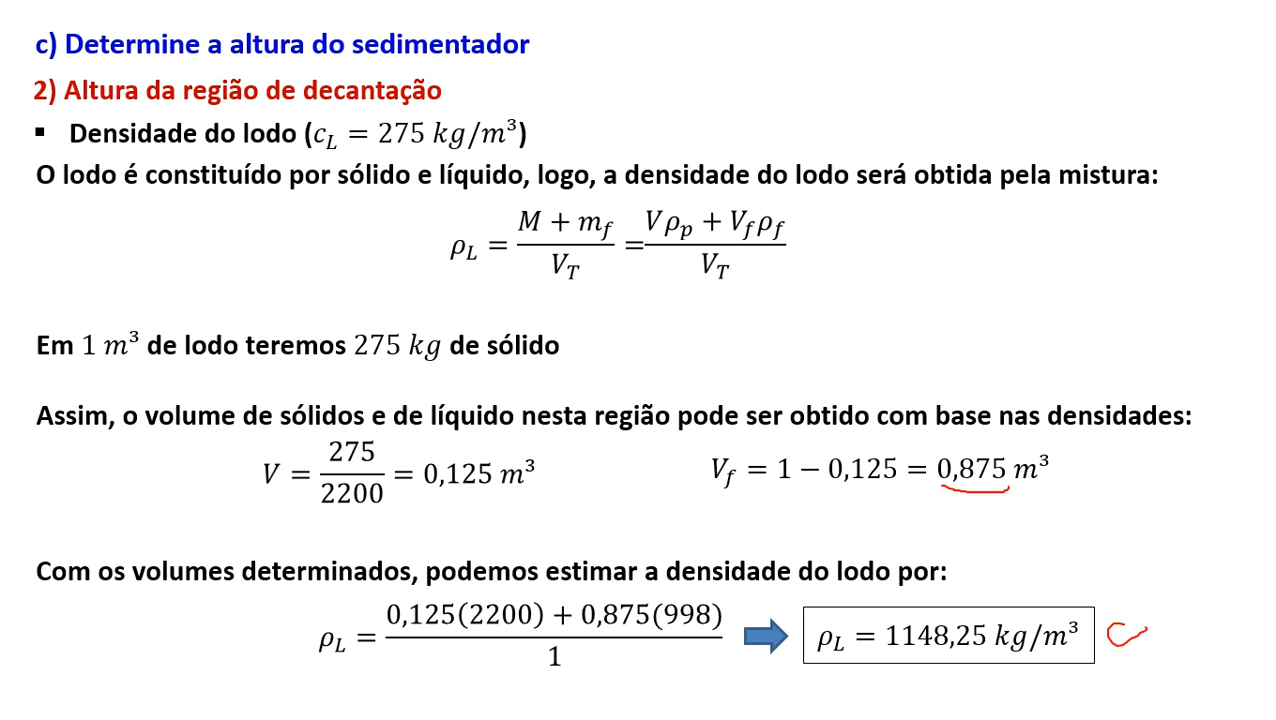 c) Determine a altura do sedimentador
2) Altura da região de decantação
▪ Densidade do lodo (c_L = 275 kg/m³)
O lodo é constituído por sólido e líquido, logo, a densidade do lodo será obtida pela mistura:
ρ_L = (M + m_f)/V_T = (Vρ_p + V_fρ_f)/V_T
Em 1 m³ de lodo teremos 275 kg de sólido
Assim, o volume de sólidos e de líquido nesta região pode ser obtido com base nas densidades:
V = 275/2200 = 0,125 m³ V_f = 1 − 0,125 = 0,875 m³
Com os volumes determinados, podemos estimar a densidade do lodo por:
ρ_L = (0,125(2200) + 0,875(998))/1 ρ_L = 1148,25 kg/m³